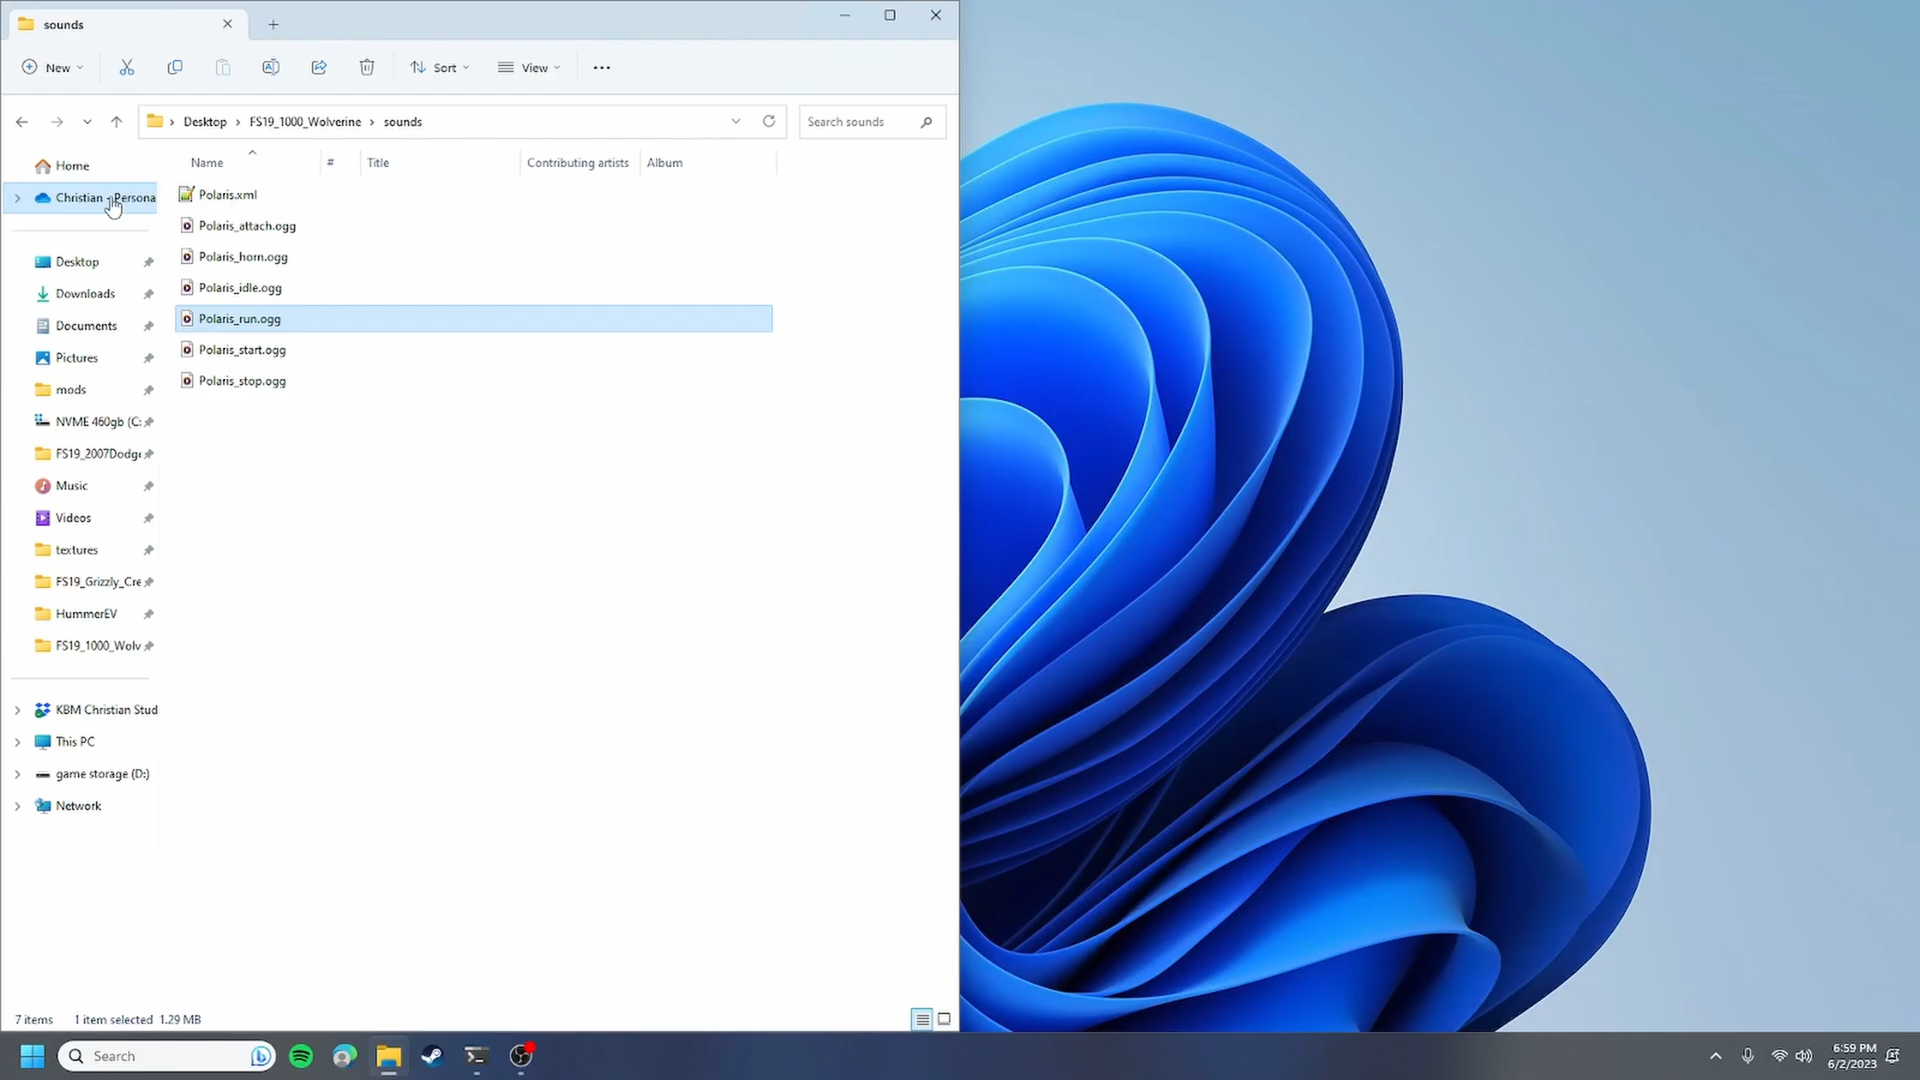 sounds
New
Sort
View
Desktop
FS19_1000_Wolverine
sounds
Search sounds
Name
#
Title
Contributing artists
Album
Home
Christian - Persona
Desktop
Downloads
Documents
Pictures
mods
NVME 460gb (C:
FS19_2007Dodg
Music
Videos
textures
FS19_Grizzly_Cre
HummerEV
FS19_1000_Wolv
KBM Christian Stud
This PC
game storage (D:)
Network
Polaris.xml
Polaris_attach.ogg
Polaris_horn.ogg
Polaris_idle.ogg
Polaris_run.ogg
Polaris_start.ogg
Polaris_stop.ogg
7 items
1 item selected 1.29 MB
Search
6:59 PM
6/2/2023